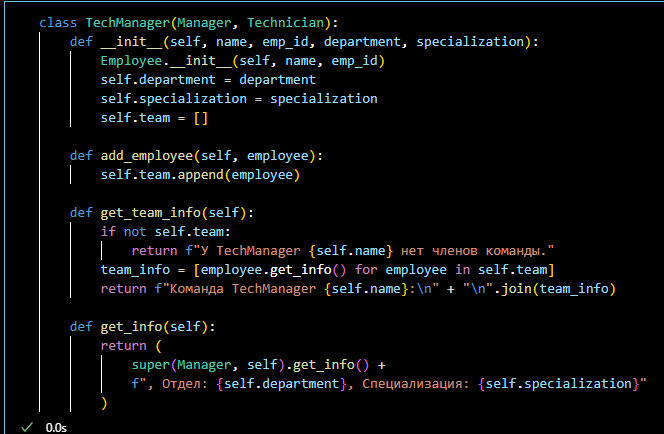 class TechManager(Manager, Technician):
    def __init__(self, name, emp_id, department, specialization):
        Employee.__init__(self, name, emp_id)
        self.department = department
        self.specialization = specialization
        self.team = []

    def add_employee(self, employee):
        self.team.append(employee)

    def get_team_info(self):
        if not self.team:
            return f"У TechManager {self.name} нет членов команды."
        team_info = [employee.get_info() for employee in self.team]
        return f"Команда TechManager {self.name}:\n" + "\n".join(team_info)

    def get_info(self):
        return (
            super(Manager, self).get_info() +
            f", Отдел: {self.department}, Специализация: {self.specialization}"
        )
0.0s